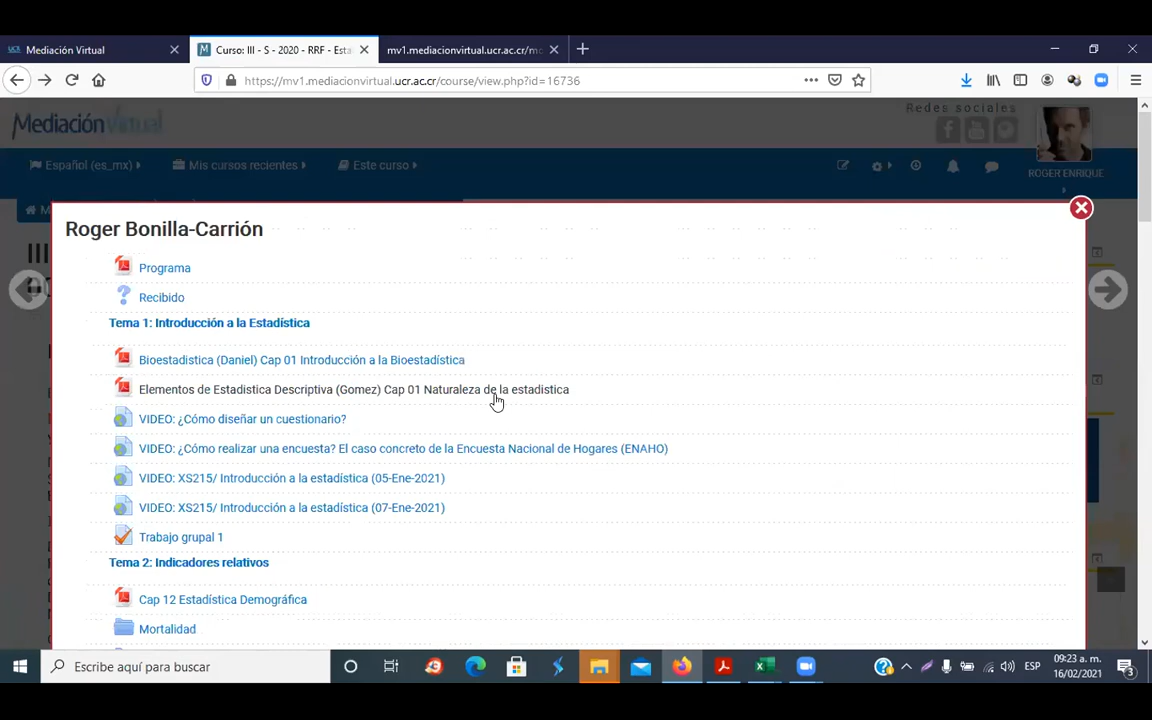 Mediación Virtual
Curso: III - S - 2020 - RRF - Esta
mv1.mediacionvirtual.ucr.ac.cr/mo
https://mv1.mediacionvirtual.ucr.ac.cr/course/view.php?id=16736
Mediación Virtual
Redes sociales
Español (es_mx)
Mis cursos recientes
Este curso
ROGER ENRIQUE
M
III
Roger Bonilla-Carrión
Programa
Recibido
Tema 1: Introducción a la Estadística
Bioestadistica (Daniel) Cap 01 Introducción a la Bioestadística
Elementos de Estadistica Descriptiva (Gomez) Cap 01 Naturaleza de la estadistica
VIDEO: ¿Cómo diseñar un cuestionario?
VIDEO: ¿Cómo realizar una encuesta? El caso concreto de la Encuesta Nacional de Hogares (ENAHO)
VIDEO: XS215/ Introducción a la estadística (05-Ene-2021)
VIDEO: XS215/ Introducción a la estadística (07-Ene-2021)
Trabajo grupal 1
Tema 2: Indicadores relativos
Cap 12 Estadística Demográfica
Mortalidad
Escribe aquí para buscar
ESP
09:23 a. m.
16/02/2021
3